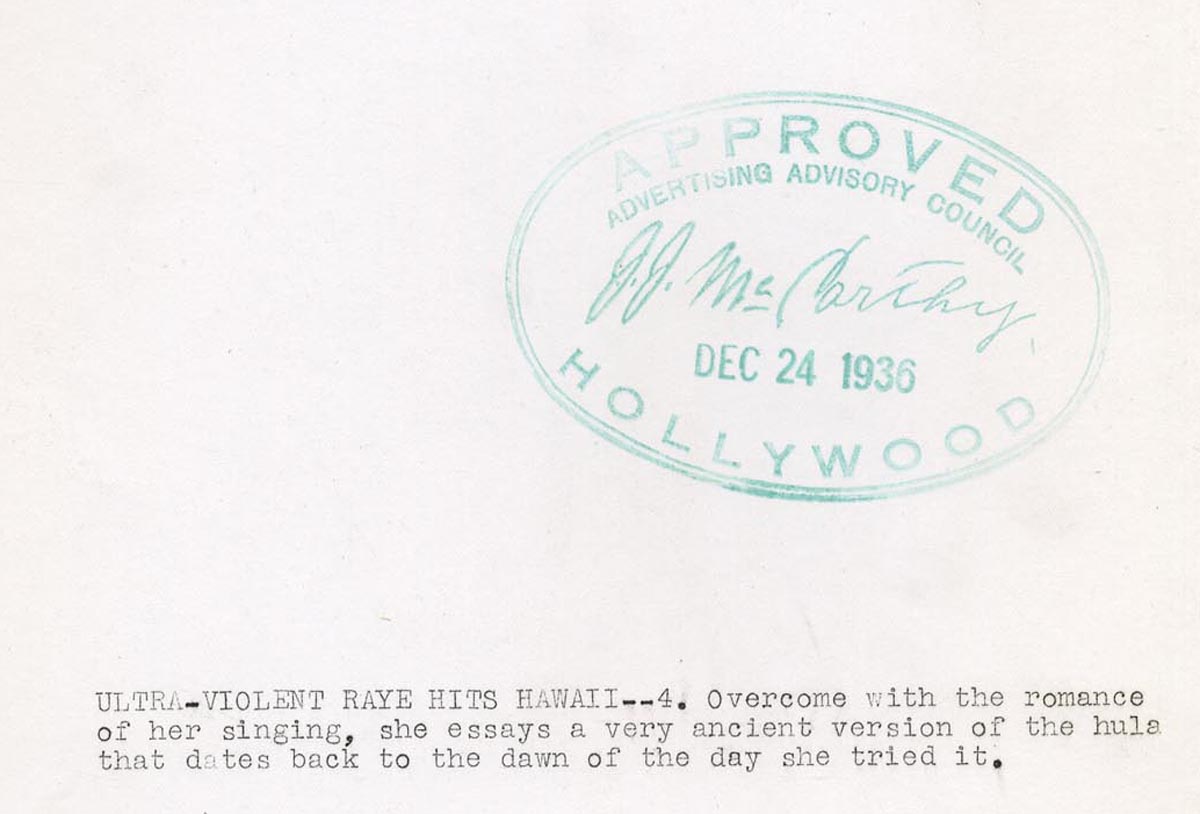 APPROVED
ADVERTISING ADVISORY COUNCIL
J.J. McCarthy
DEC 24 1936
HOLLYWOOD
ULTRA-VIOLENT RAYE HITS HAWAII--4. Overcome with the romance
of her singing, she essays a very ancient version of the hula
that dates back to the dawn of the day she tried it.